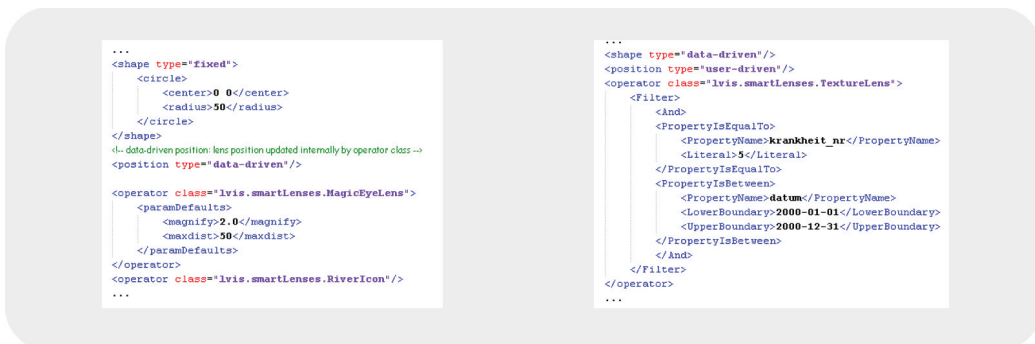 ...
<shape type="fixed">
    <circle>
        <center>0 0</center>
        <radius>50</radius>
    </circle>
</shape>
<!-- data-driven position: lens position updated internally by operator class -->
<position type="data-driven"/>

<operator class="lvis.smartLenses.MagicEyeLens">
    <paramDefaults>
        <magnify>2.0</magnify>
        <maxdist>50</maxdist>
    </paramDefaults>
</operator>
<operator class="lvis.smartLenses.RiverIcon"/>
...
...
<shape type="data-driven"/>
<position type="user-driven"/>
<operator class="lvis.smartLenses.TextureLens">
    <Filter>
        <And>
        <PropertyIsEqualTo>
            <PropertyName>krankheit_nr</PropertyName>
            <Literal>5</Literal>
        </PropertyIsEqualTo>
        <PropertyIsBetween>
            <PropertyName>datum</PropertyName>
            <LowerBoundary>2000-01-01</LowerBoundary>
            <UpperBoundary>2000-12-31</UpperBoundary>
        </PropertyIsBetween>
        </And>
    </Filter>
</operator>
...